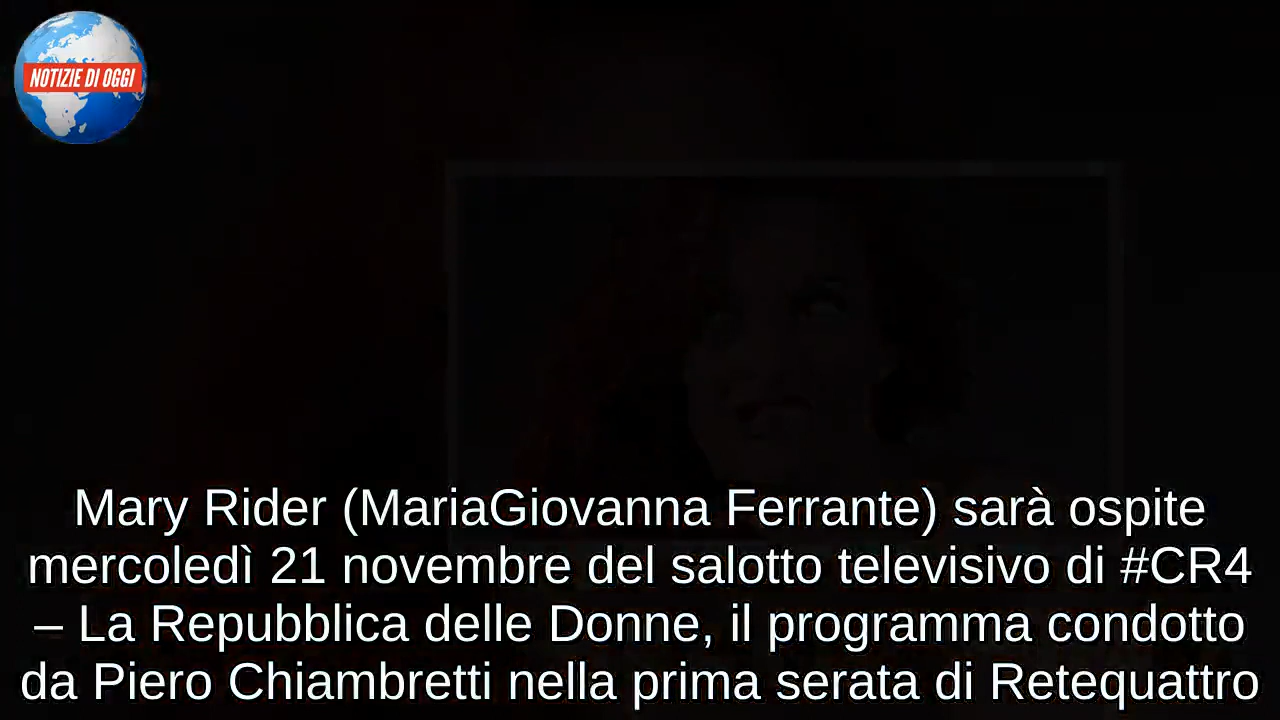 NOTIZIE DI OGGI
Mary Rider (MariaGiovanna Ferrante) sarà ospite
mercoledì 21 novembre del salotto televisivo di #CR4
– La Repubblica delle Donne, il programma condotto
da Piero Chiambretti nella prima serata di Retequattro